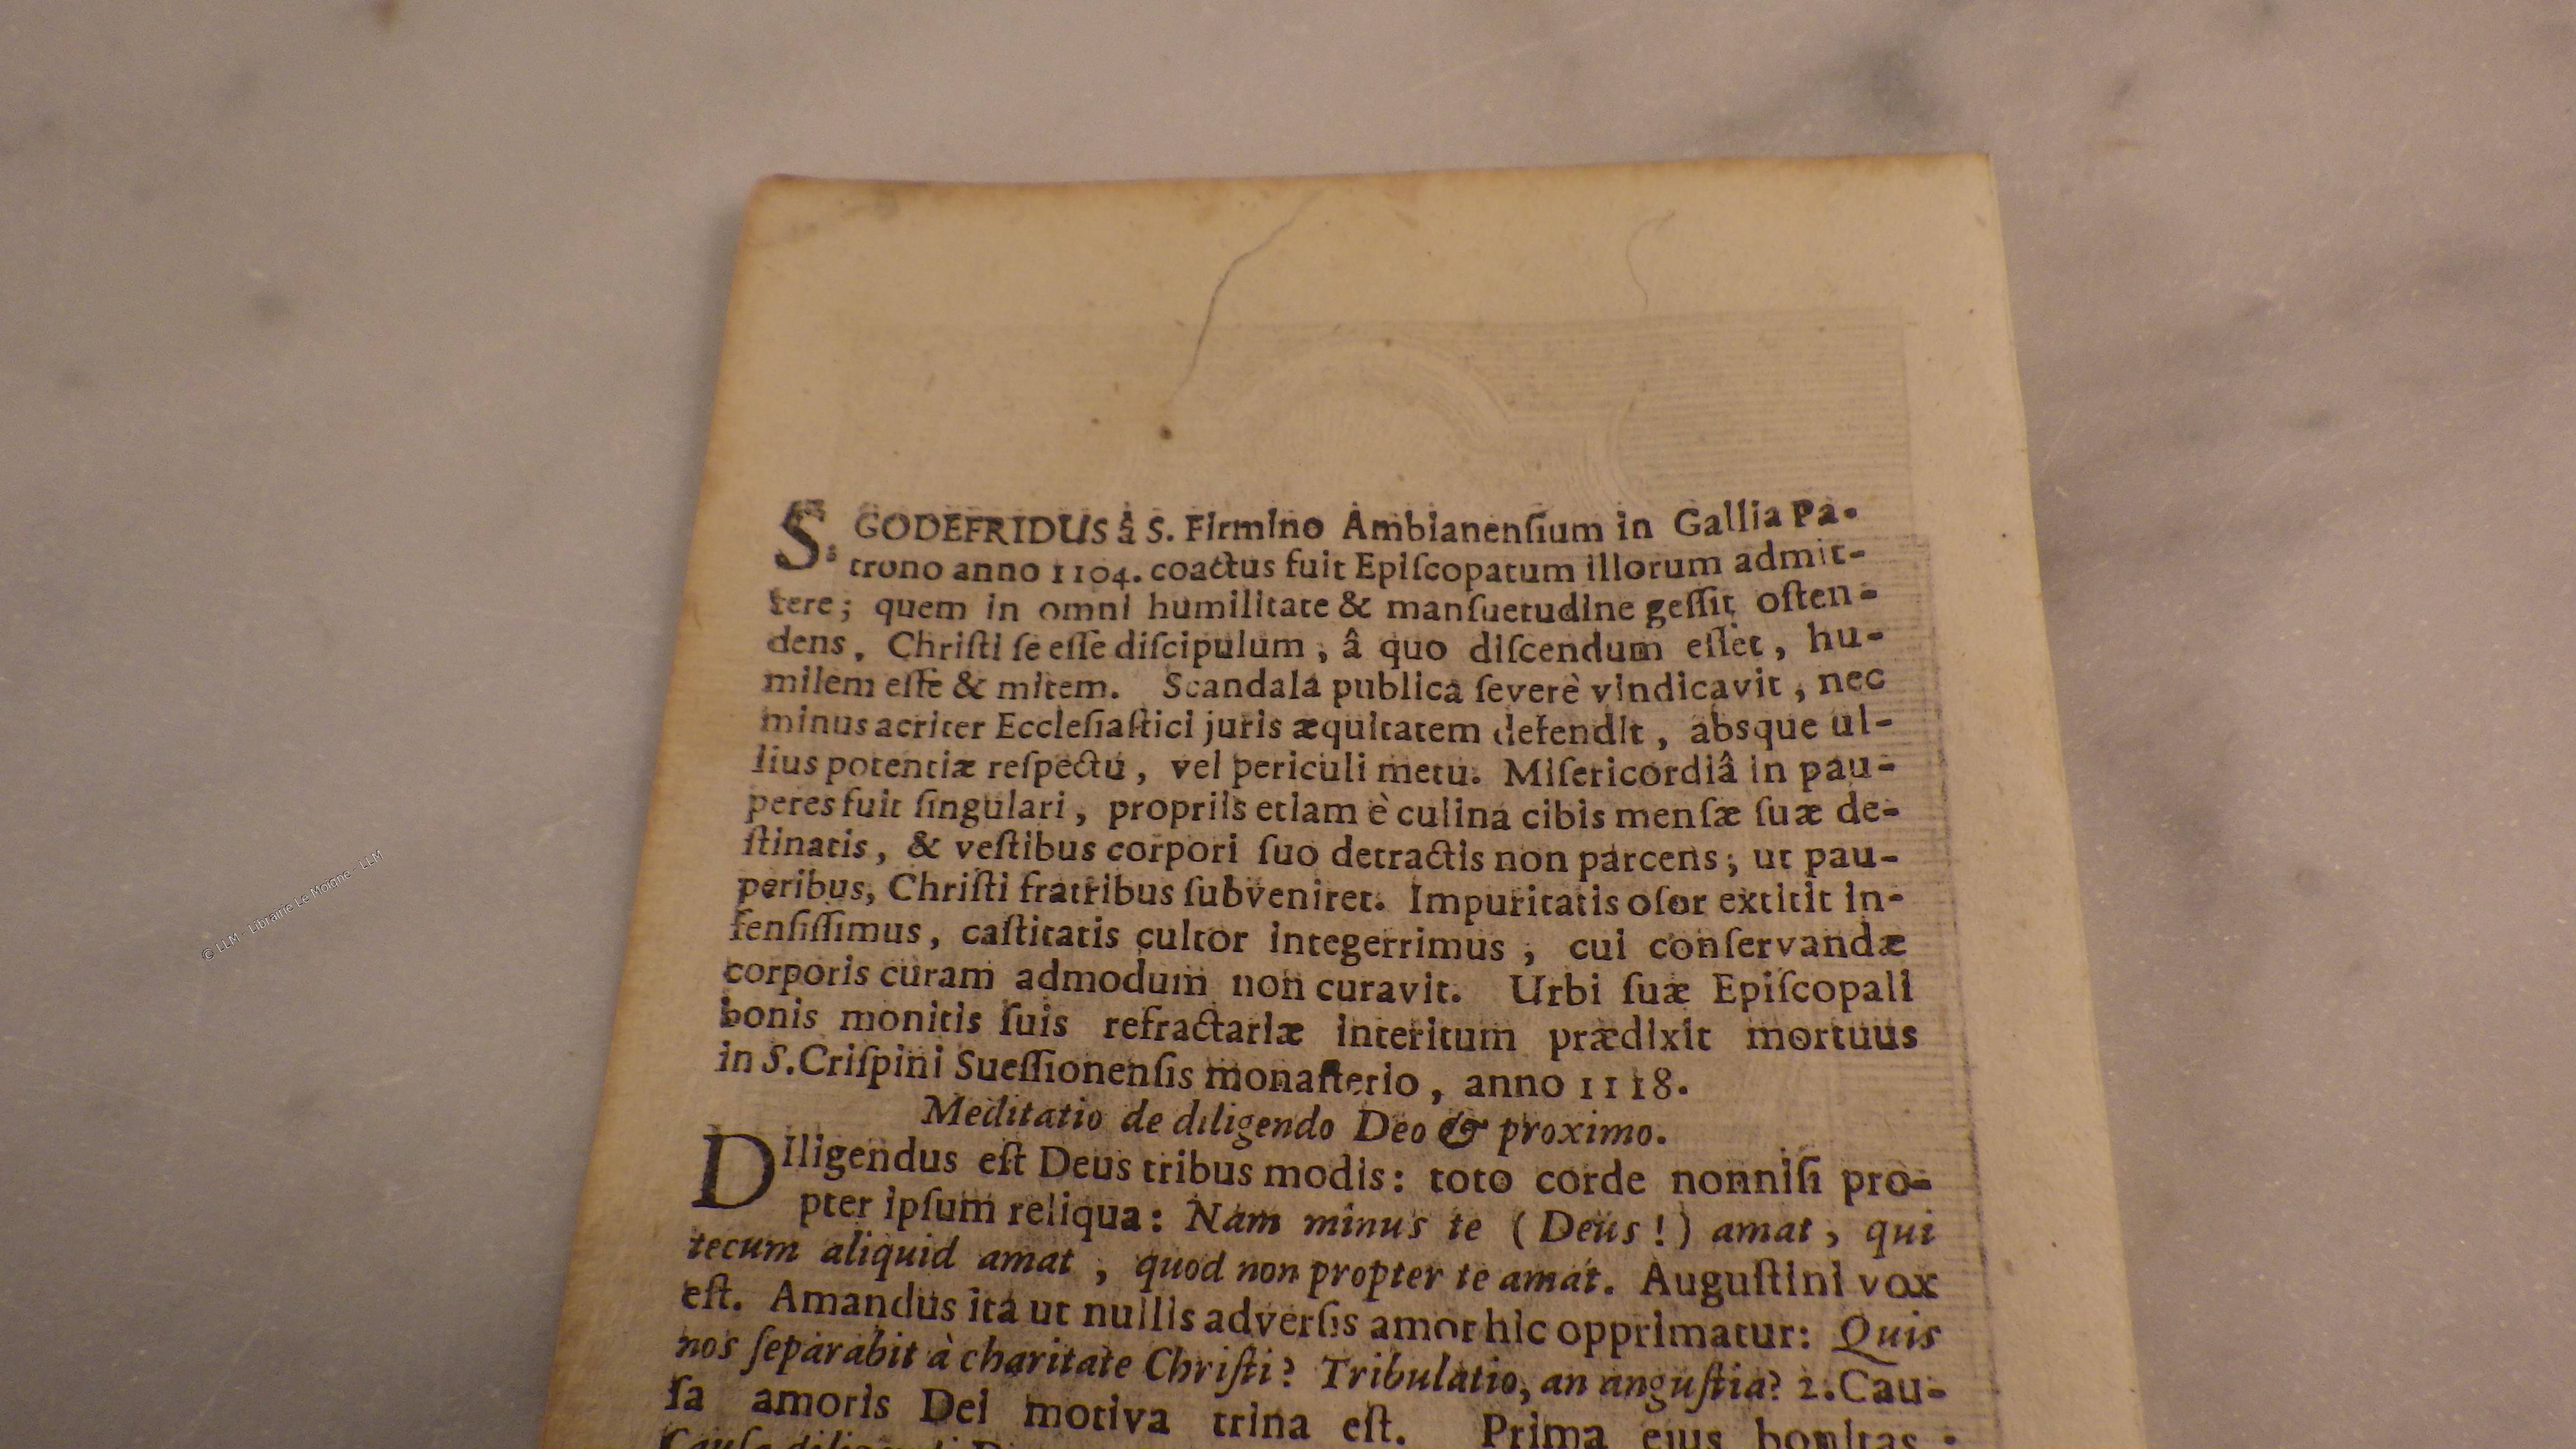 S. GODEFRIDUS â S. Firmino Ambianenſium in Gallia Pa-
trono anno 1104. coactus fuit Epiſcopatum illorum admit-
tere; quem in omni humilitate & manſuetudine geſſit oſten-
dens, Chriſti ſe eſſe diſcipulum, â quo diſcendum eſſet, hu-
milem eſſe & mitem. Scandala publica ſeverè vindicavit, nec
minus acriter Eccleſiaſtici juris æquitatem defendit, absque ul-
lius potentiæ reſpectu, vel periculi metu. Miſericordiâ in pau-
peres fuit ſingulari, propriis etiam è culina cibis menſæ ſuæ de-
ſtinatis, & veſtibus corpori ſuo detractis non parcens; ut pau-
peribus, Chriſti fratribus ſubveniret. Impuritatis oſor extitit in-
fenſiſſimus, caſtitatis cultor integerrimus, cui conſervandæ
corporis curam admodum non curavit. Urbi ſuæ Epiſcopali
bonis monitis ſuis refractariæ interitum prædixit mortuus
in S. Criſpini Sueſſionenſis monaſterio, anno 1118.
Meditatio de diligendo Deo & proximo.
DIligendus eſt Deus tribus modis: toto corde nonniſi pro-
pter ipſum reliqua: Nam minus te (Deus!) amat, qui
tecum aliquid amat, quod non propter te amat. Auguſtini vox
eſt. Amandus ita ut nullis adverſis amor hic opprimatur: Quis
nos ſeparabit à charitate Chriſti? Tribulatio, an anguſtia? 2. Cau-
ſa amoris Dei motiva trina eſt. Prima ejus bonitas:
© LLM - Librairie Le Moigne - LLM